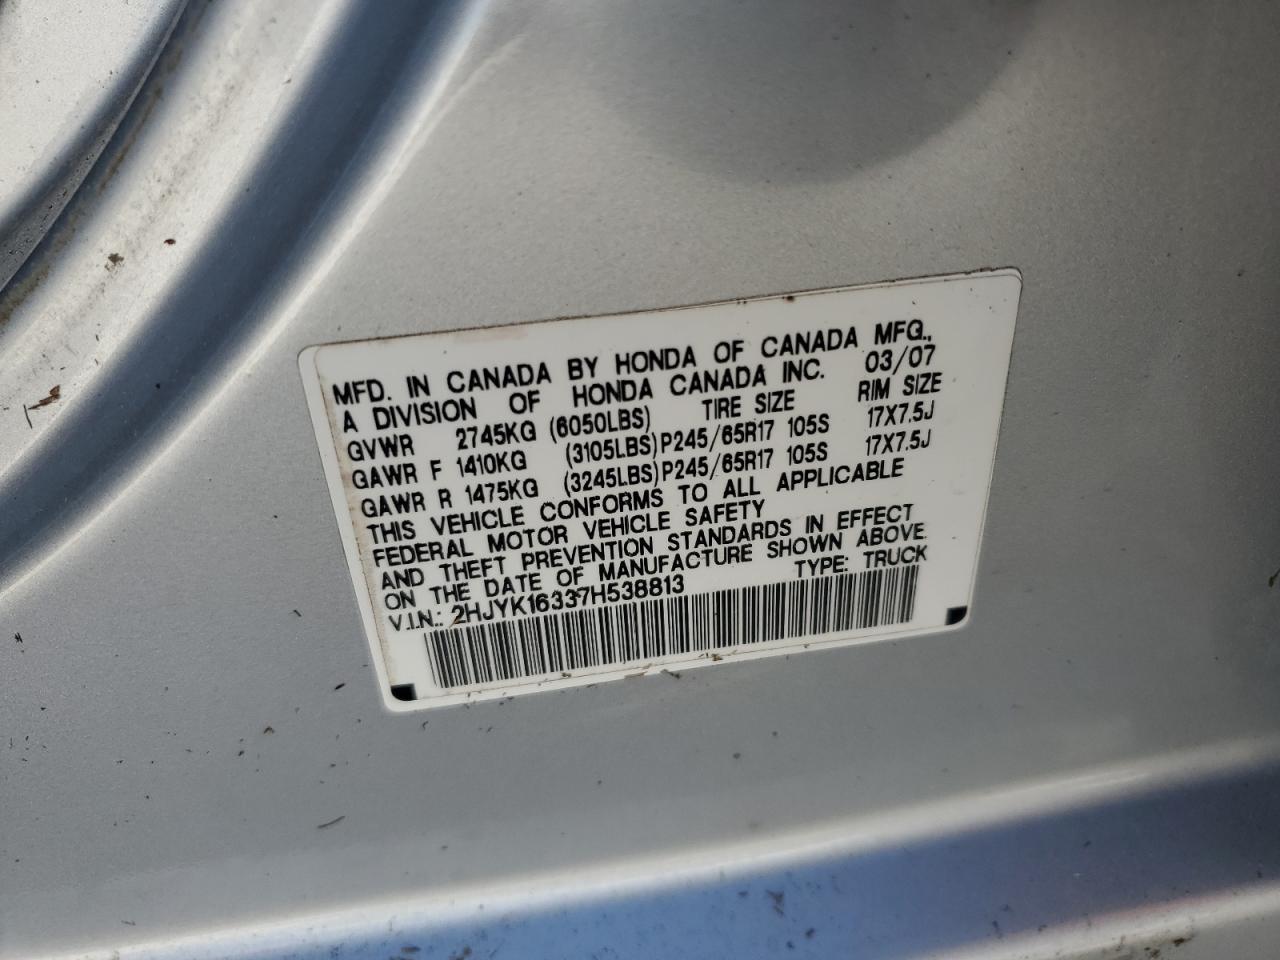 MFD. IN CANADA BY HONDA OF CANADA MFG.,
A DIVISION OF HONDA CANADA INC. 03/07
GVWR 2745KG (6050LBS) TIRE SIZE RIM SIZE
GAWR F 1410KG (3105LBS) P245/65R17 105S 17X7.5J
GAWR R 1475KG (3245LBS) P245/65R17 105S 17X7.5J
THIS VEHICLE CONFORMS TO ALL APPLICABLE
FEDERAL MOTOR VEHICLE SAFETY
AND THEFT PREVENTION STANDARDS IN EFFECT
ON THE DATE OF MANUFACTURE SHOWN ABOVE.
V.I.N.: 2HJYK16337H538813 TYPE: TRUCK